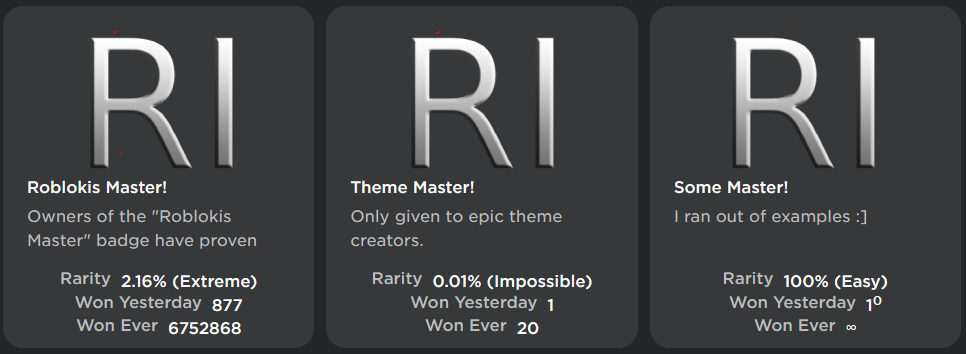 RI
Roblokis Master!
Owners of the "Roblokis
Master" badge have proven
Rarity 2.16% (Extreme)
Won Yesterday 877
Won Ever 6752868
RI
Theme Master!
Only given to epic theme
creators.
Rarity 0.01% (Impossible)
Won Yesterday 1
Won Ever 20
RI
Some Master!
I ran out of examples :]
Rarity 100% (Easy)
Won Yesterday 1⁰
Won Ever ∞